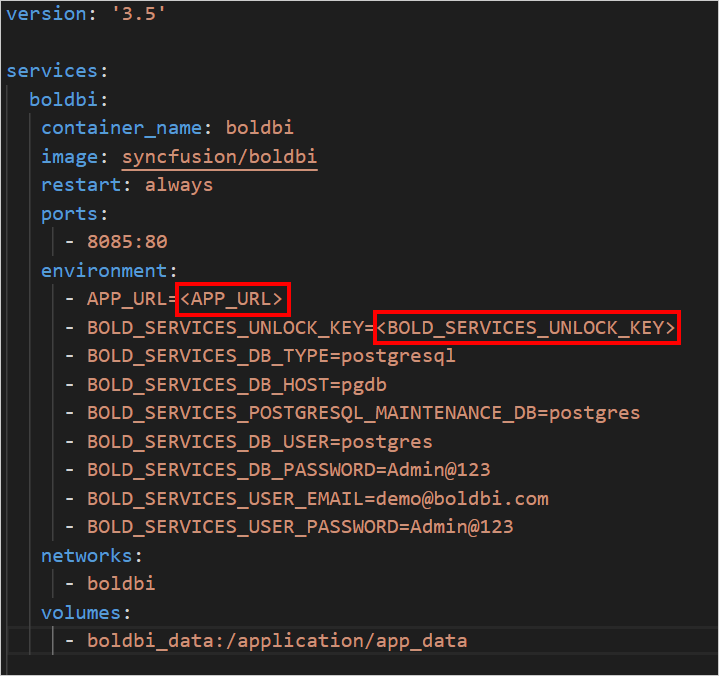 version: '3.5'
services:
boldbi:
container_name: boldbi
image: syncfusion/boldbi
restart: always
ports:
- 8085:80
environment:
- APP_URL=<APP_URL>
- BOLD_SERVICES_UNLOCK_KEY=<BOLD_SERVICES_UNLOCK_KEY>
- BOLD_SERVICES_DB_TYPE=postgresql
- BOLD_SERVICES_DB_HOST=pgdb
- BOLD_SERVICES_POSTGRESQL_MAINTENANCE_DB=postgres
- BOLD_SERVICES_DB_USER=postgres
- BOLD_SERVICES_DB_PASSWORD=Admin@123
- BOLD_SERVICES_USER_EMAIL=demo@boldbi.com
- BOLD_SERVICES_USER_PASSWORD=Admin@123
networks:
- boldbi
volumes:
- boldbi_data:/application/app_data